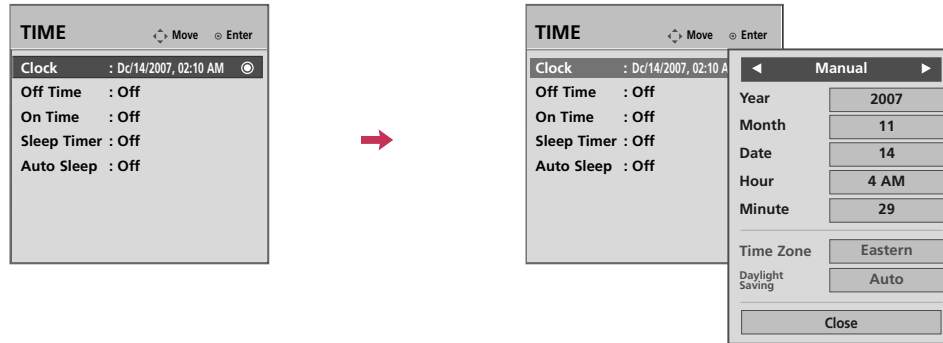 TIME
Move Enter
Clock : Dc/14/2007, 02:10 AM
Off Time : Off
On Time : Off
Sleep Timer : Off
Auto Sleep : Off
TIME
Move Enter
Clock : Dc/14/2007, 02:10 A
Off Time : Off
On Time : Off
Sleep Timer : Off
Auto Sleep : Off
Manual
Year 2007
Month 11
Date 14
Hour 4 AM
Minute 29
Time Zone Eastern
Daylight
Saving Auto
Close